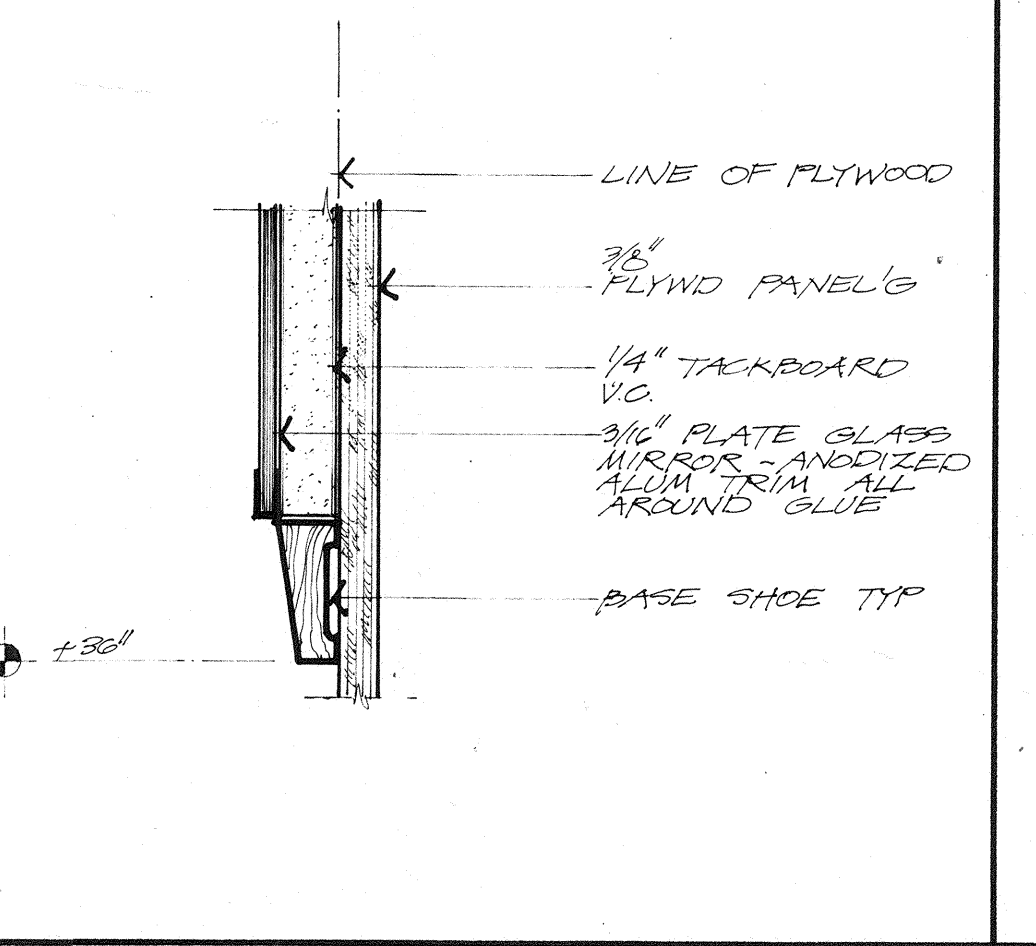 LINE OF PLYWOOD
3/8"
PLYWD PANEL'G
1/4" TACKBOARD
V.C.
3/16" PLATE GLASS
MIRROR - ANODIZED
ALUM TRIM ALL
AROUND GLUE
BASE SHOE TYP
+36"